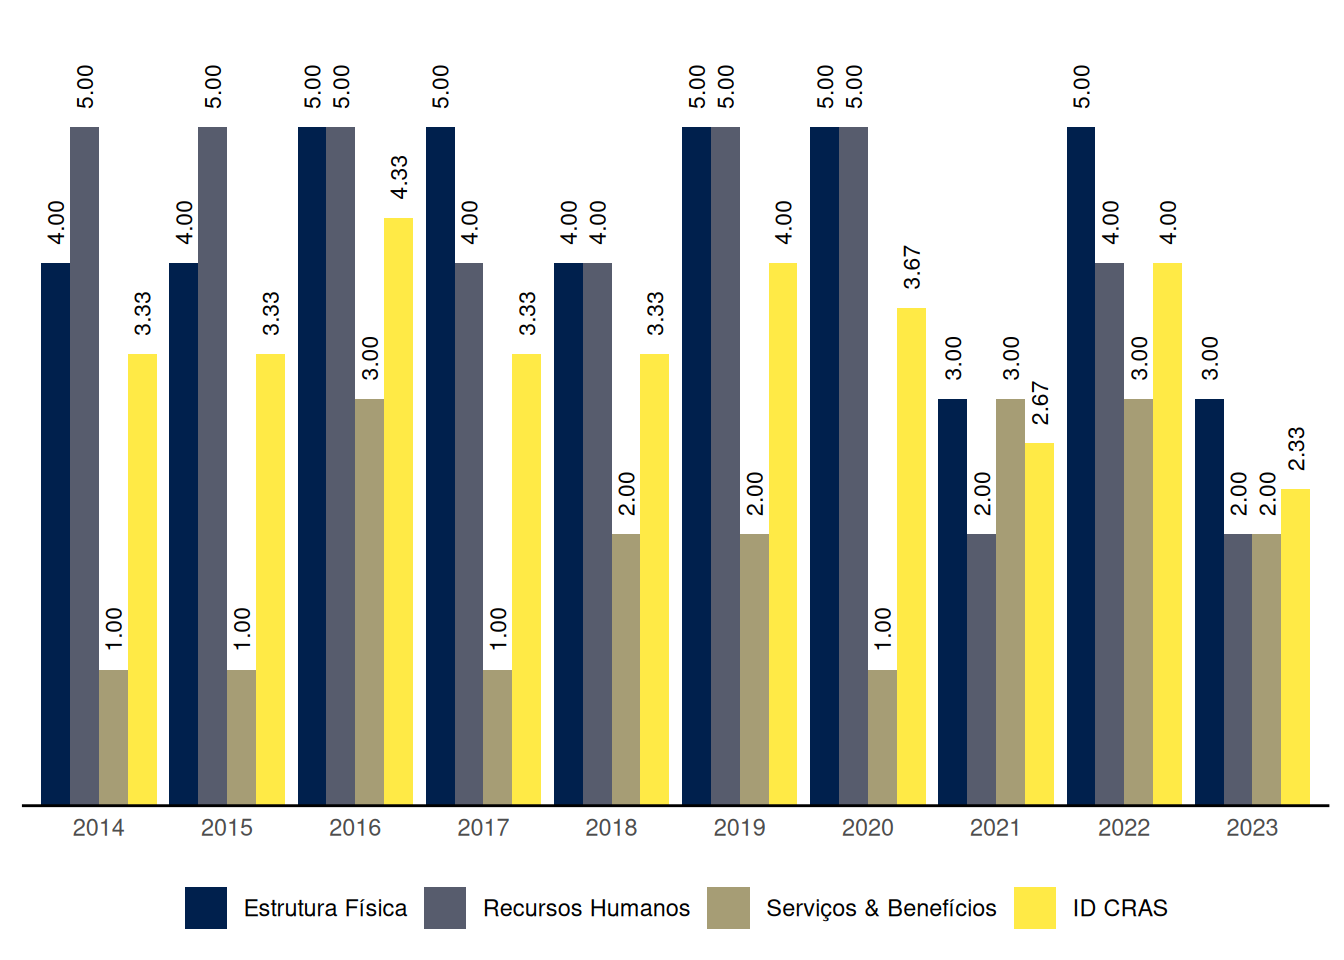 5.00 5.00 5.00 5.00 5.00 5.00 5.00 5.00 5.00 5.00
4.33
4.00 4.00 4.00 4.00 4.00 4.00 4.00 4.00
3.67
3.33 3.33 3.33 3.33
3.00 3.00 3.00 3.00 3.00
2.67
2.33
2.00 2.00 2.00 2.00 2.00
1.00 1.00 1.00 1.00
2014 2015 2016 2017 2018 2019 2020 2021 2022 2023
Estrutura Física Recursos Humanos Serviços & Benefícios ID CRAS